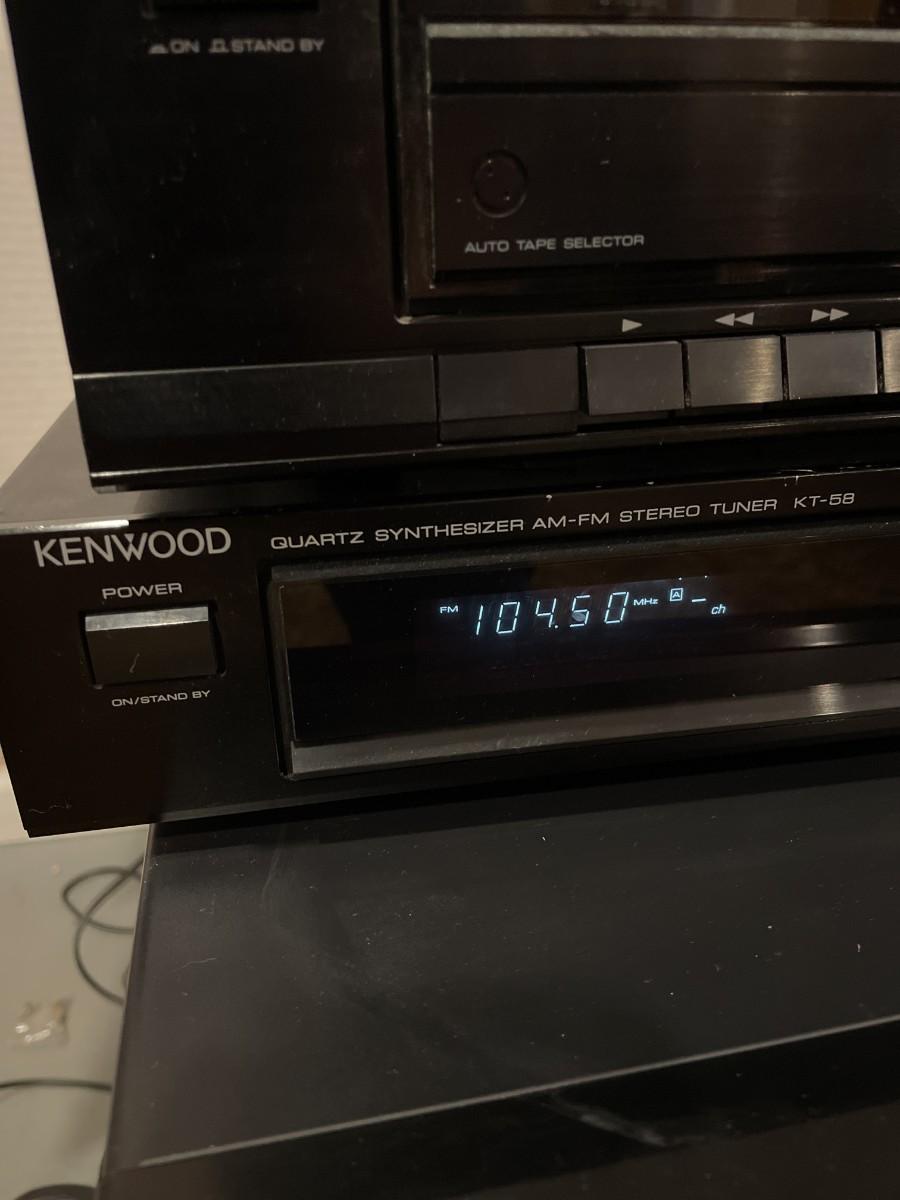 ON STAND BY
AUTO TAPE SELECTOR
KENWOOD
QUARTZ SYNTHESIZER AM-FM STEREO TUNER KT-58
POWER
FM 104.50 MHz A - ch
ON/STAND BY